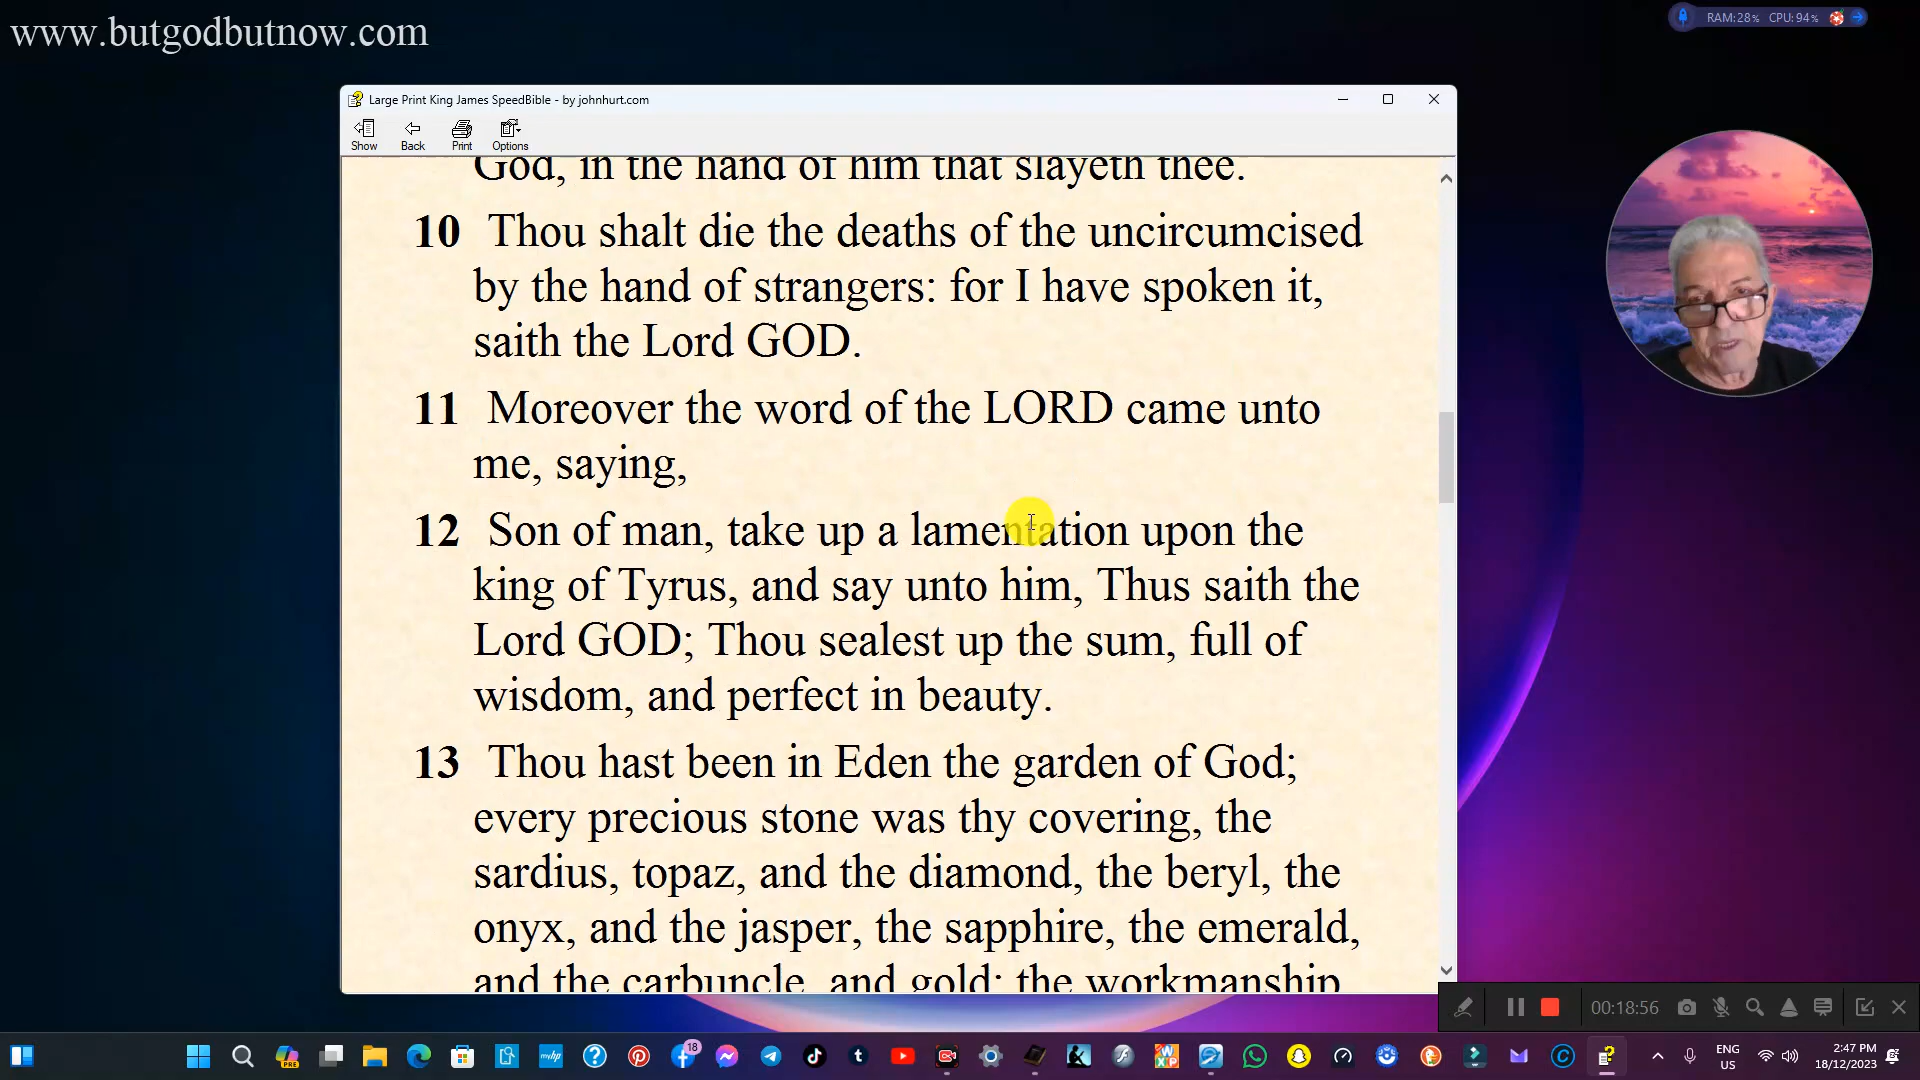 www.butgodbutnow.com
RAM:28% CPU:94%
Large Print King James SpeedBible - by johnhurt.com
Show Back Print Options
God, in the hand of him that slayeth thee.
10 Thou shalt die the deaths of the uncircumcised
by the hand of strangers: for I have spoken it,
saith the Lord GOD.
11 Moreover the word of the LORD came unto
me, saying,
12 Son of man, take up a lamentation upon the
king of Tyrus, and say unto him, Thus saith the
Lord GOD; Thou sealest up the sum, full of
wisdom, and perfect in beauty.
13 Thou hast been in Eden the garden of God;
every precious stone was thy covering, the
sardius, topaz, and the diamond, the beryl, the
onyx, and the jasper, the sapphire, the emerald,
and the carbuncle, and gold: the workmanship
00:18:56
PRE
myhp
18
ENG
US
2:47 PM
18/12/2023